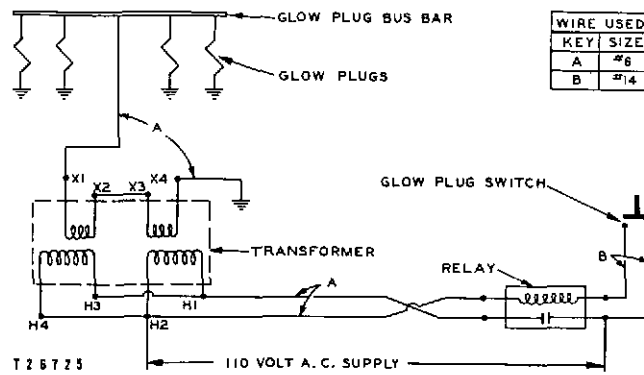 GLOW PLUG BUS BAR
WIRE USED
KEY SIZE
A #6
B #14
GLOW PLUGS
A
X1
X2 X3 X4
GLOW PLUG SWITCH
TRANSFORMER
RELAY
B
A
H3 H1
H4 H2
T26725
110 VOLT A.C. SUPPLY